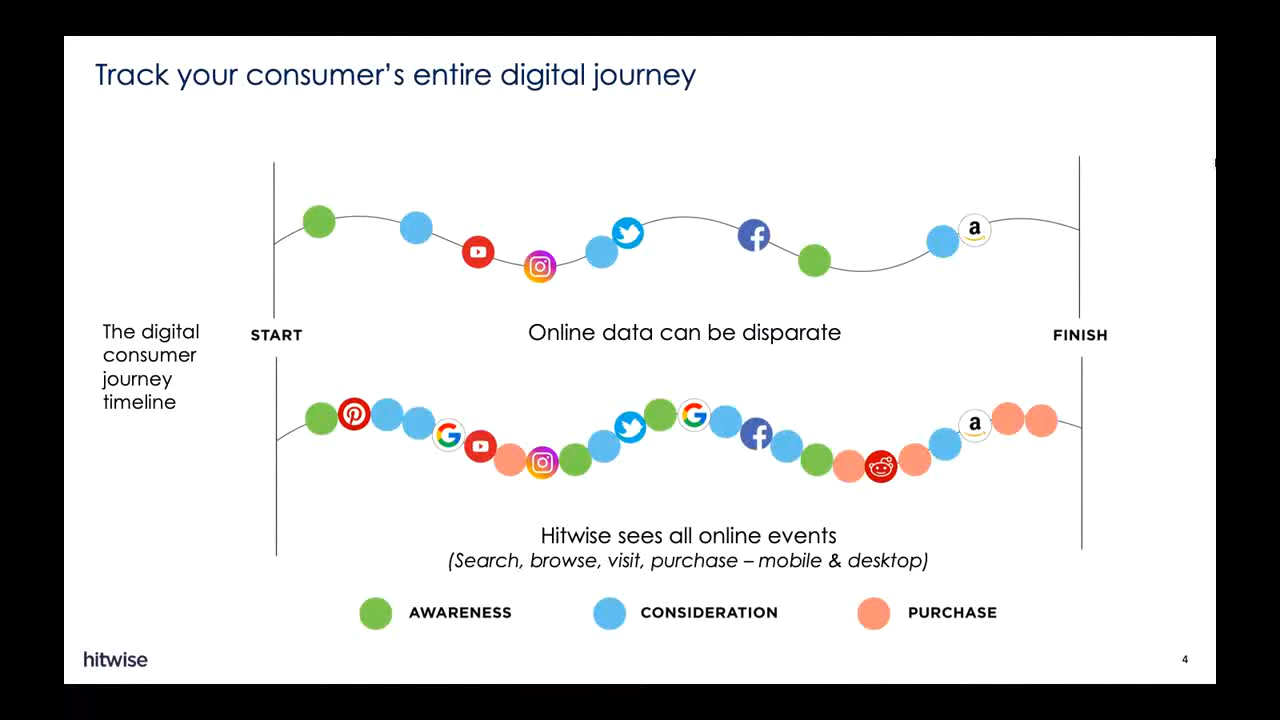 Track your consumer's entire digital journey
a
The digital
consumer
journey
timeline
START
Online data can be disparate
FINISH
a
Hitwise sees all online events
(Search, browse, visit, purchase – mobile & desktop)
AWARENESS
CONSIDERATION
PURCHASE
hitwise
4